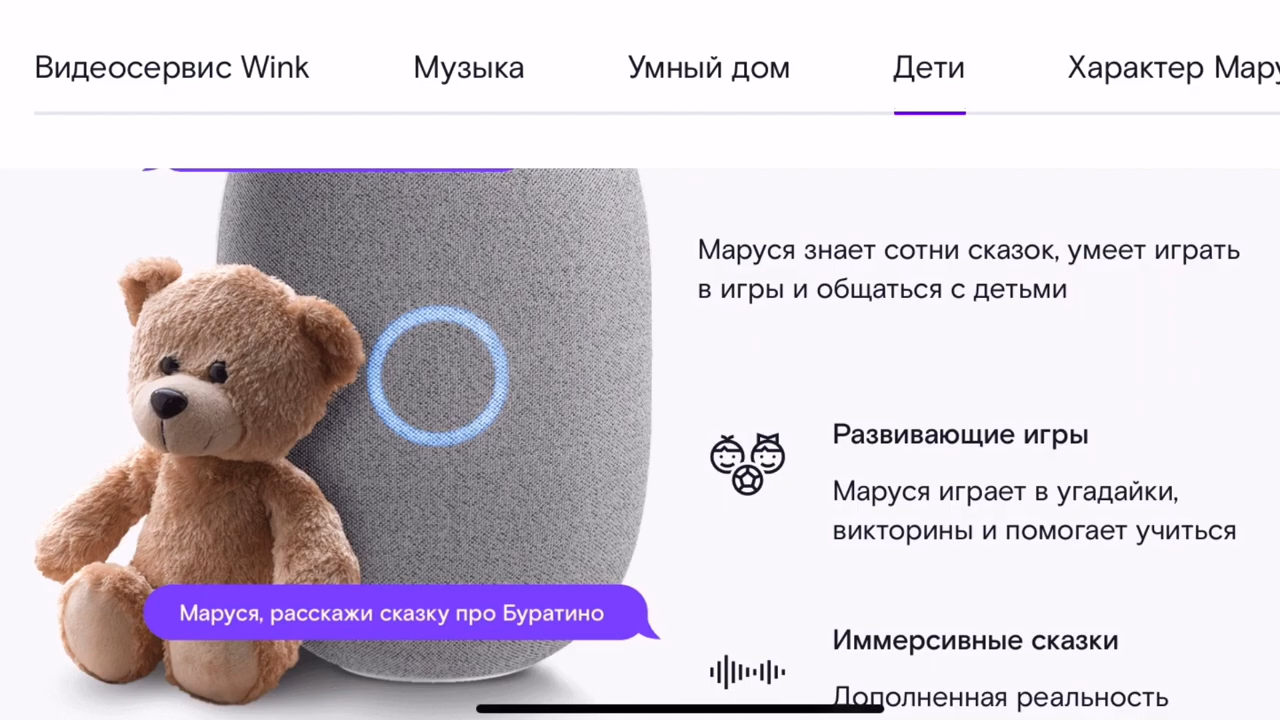 Видеосервис Wink
Музыка
Умный дом
Дети
Характер
Маруся знает сотни сказок, умеет играть
в игры и общаться с детьми
Развивающие игры
Маруся играет в угадайки,
викторины и помогает учиться
Маруся, расскажи сказку про Буратино
Иммерсивные сказки
Дополненная реальность